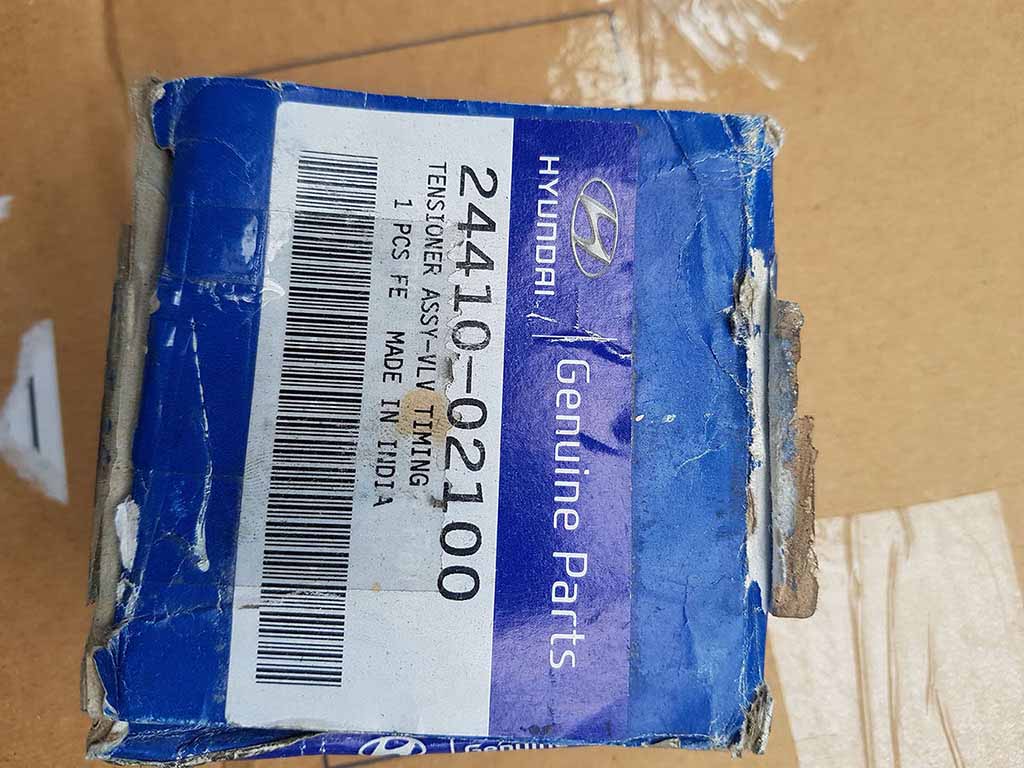 HYUNDAI | Genuine Parts
24410-02100
TENSIONER ASSY-VLV TIMING
1 PCS FE MADE IN INDIA